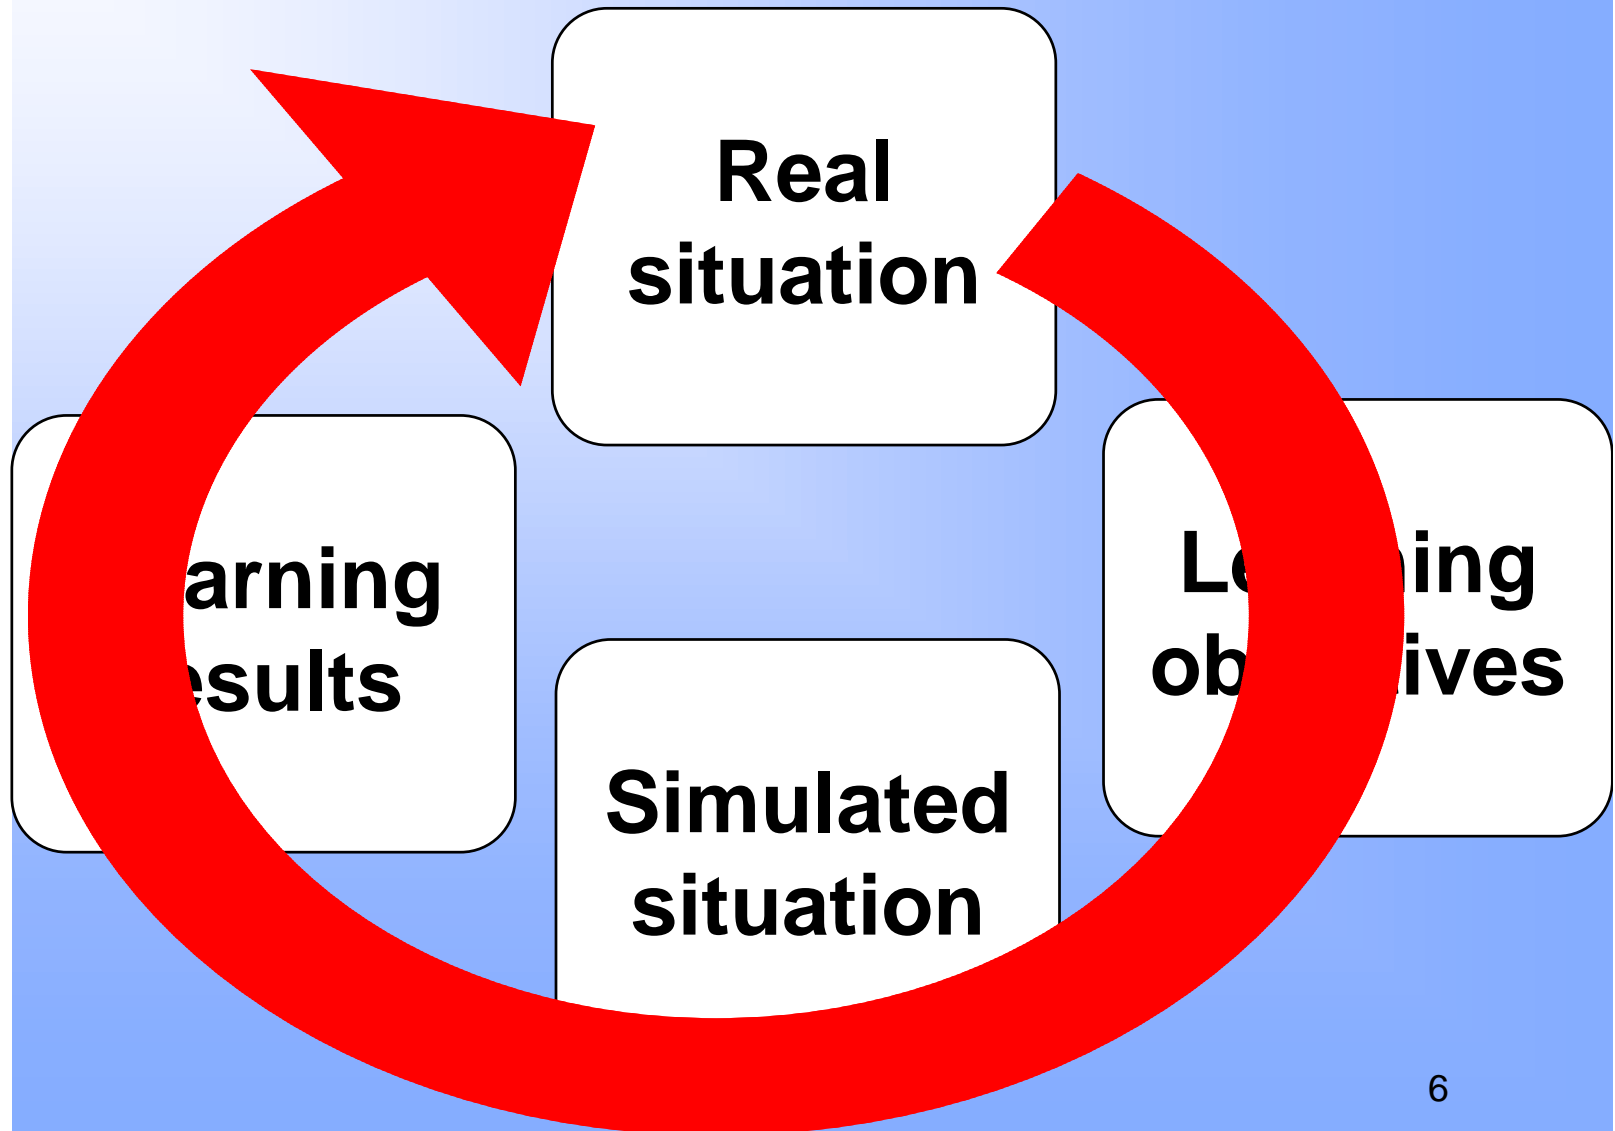 Real
situation
arning
esults
Simulated
situation
ing
ives
6